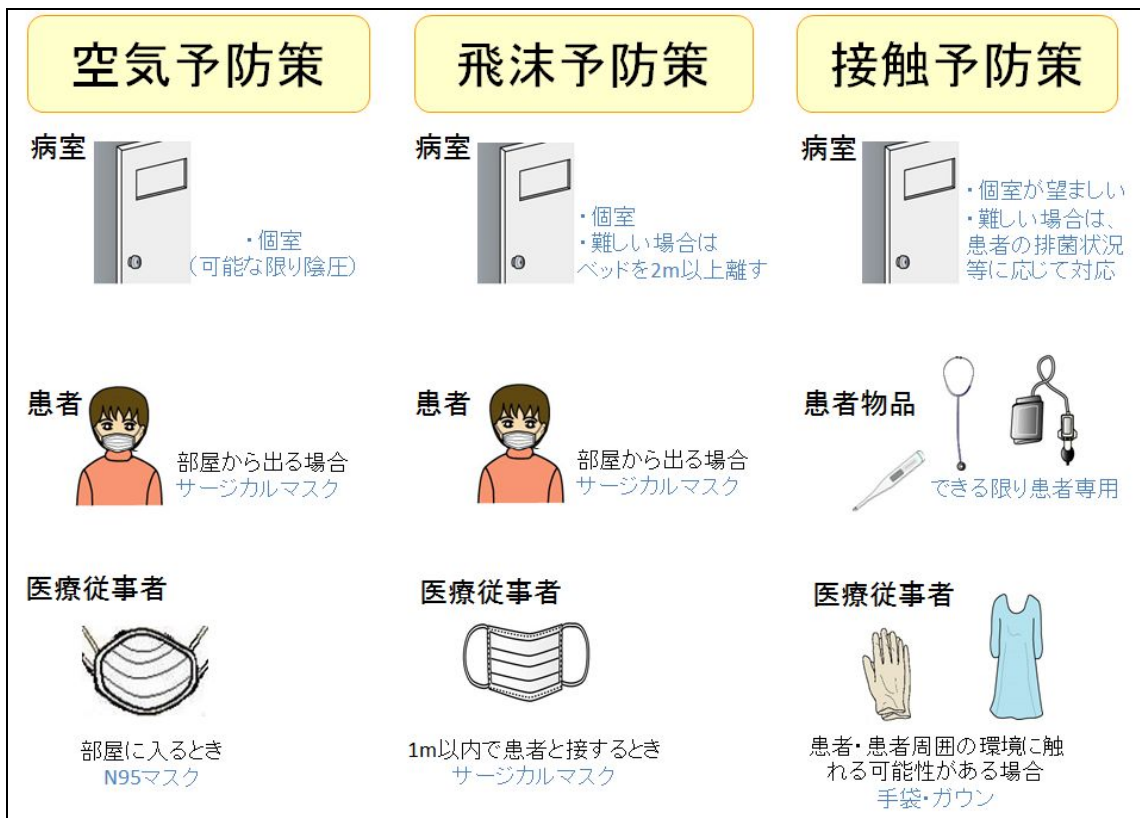 空気予防策
病室
・個室
（可能な限り陰圧）
患者
部屋から出る場合
サージカルマスク
医療従事者
部屋に入るとき
N95マスク
飛沫予防策
病室
・個室
・難しい場合は
ベッドを2m以上離す
患者
部屋から出る場合
サージカルマスク
医療従事者
1m以内で患者と接するとき
サージカルマスク
接触予防策
病室
・個室が望ましい
・難しい場合は、
患者の排菌状況
等に応じて対応
患者物品
できる限り患者専用
医療従事者
患者・患者周囲の環境に触
れる可能性がある場合
手袋・ガウン